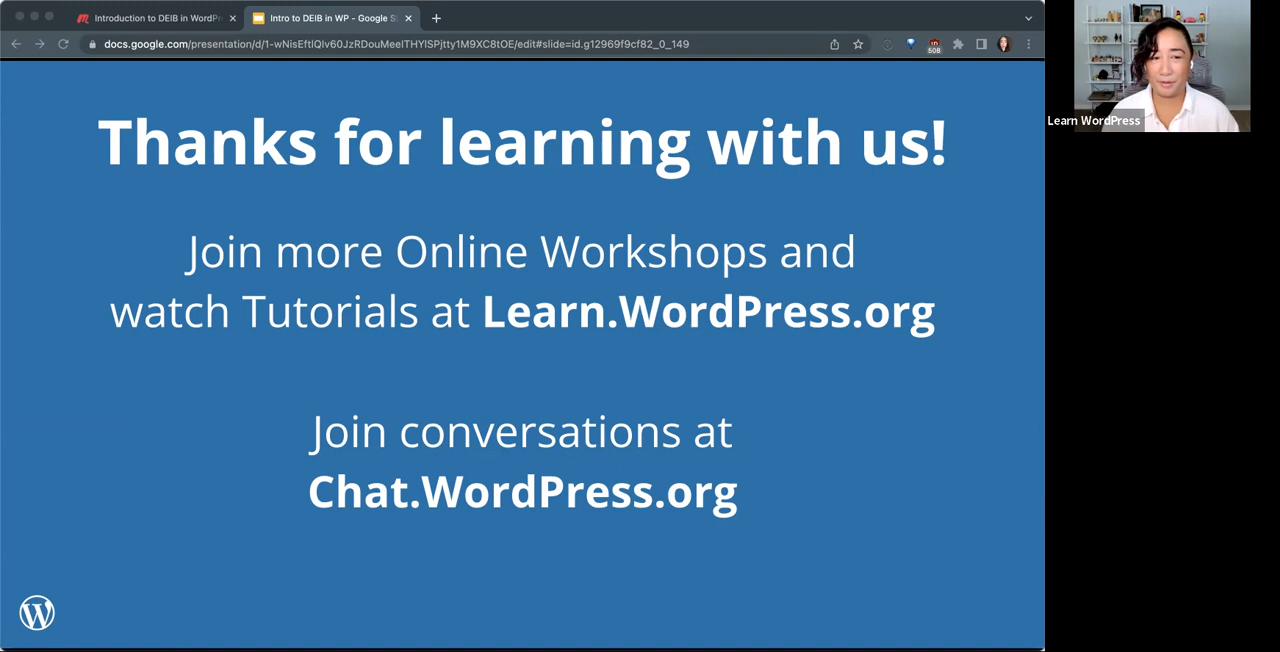 Introduction to DEIB in WordPr
Intro to DEIB in WP - Google S
docs.google.com/presentation/d/1-wNisEftlQlv60JzRDouMeelTHYlSPjtty1M9XC8tOE/edit#slide=id.g12969f9cf82_0_149
508
Thanks for learning with us!
Join more Online Workshops and
watch Tutorials at Learn.WordPress.org
Join conversations at
Chat.WordPress.org
Learn WordPress